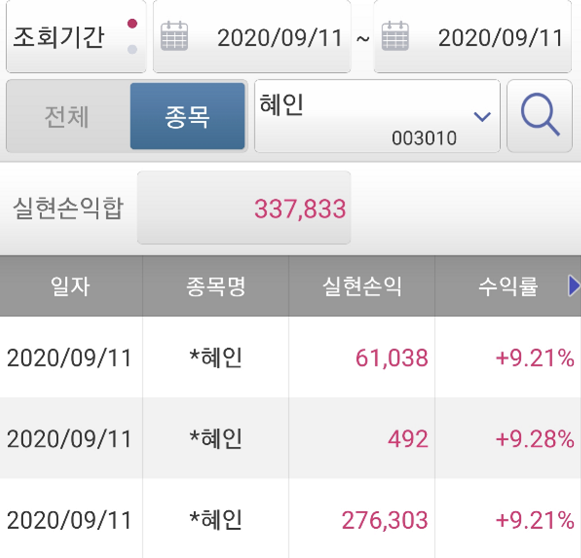 조회기간 2020/09/11 ~ 2020/09/11
전체 종목 혜인
003010
실현손익합 337,833
일자 종목명 실현손익 수익률
2020/09/11 *혜인 61,038 +9.21%
2020/09/11 *혜인 492 +9.28%
2020/09/11 *혜인 276,303 +9.21%